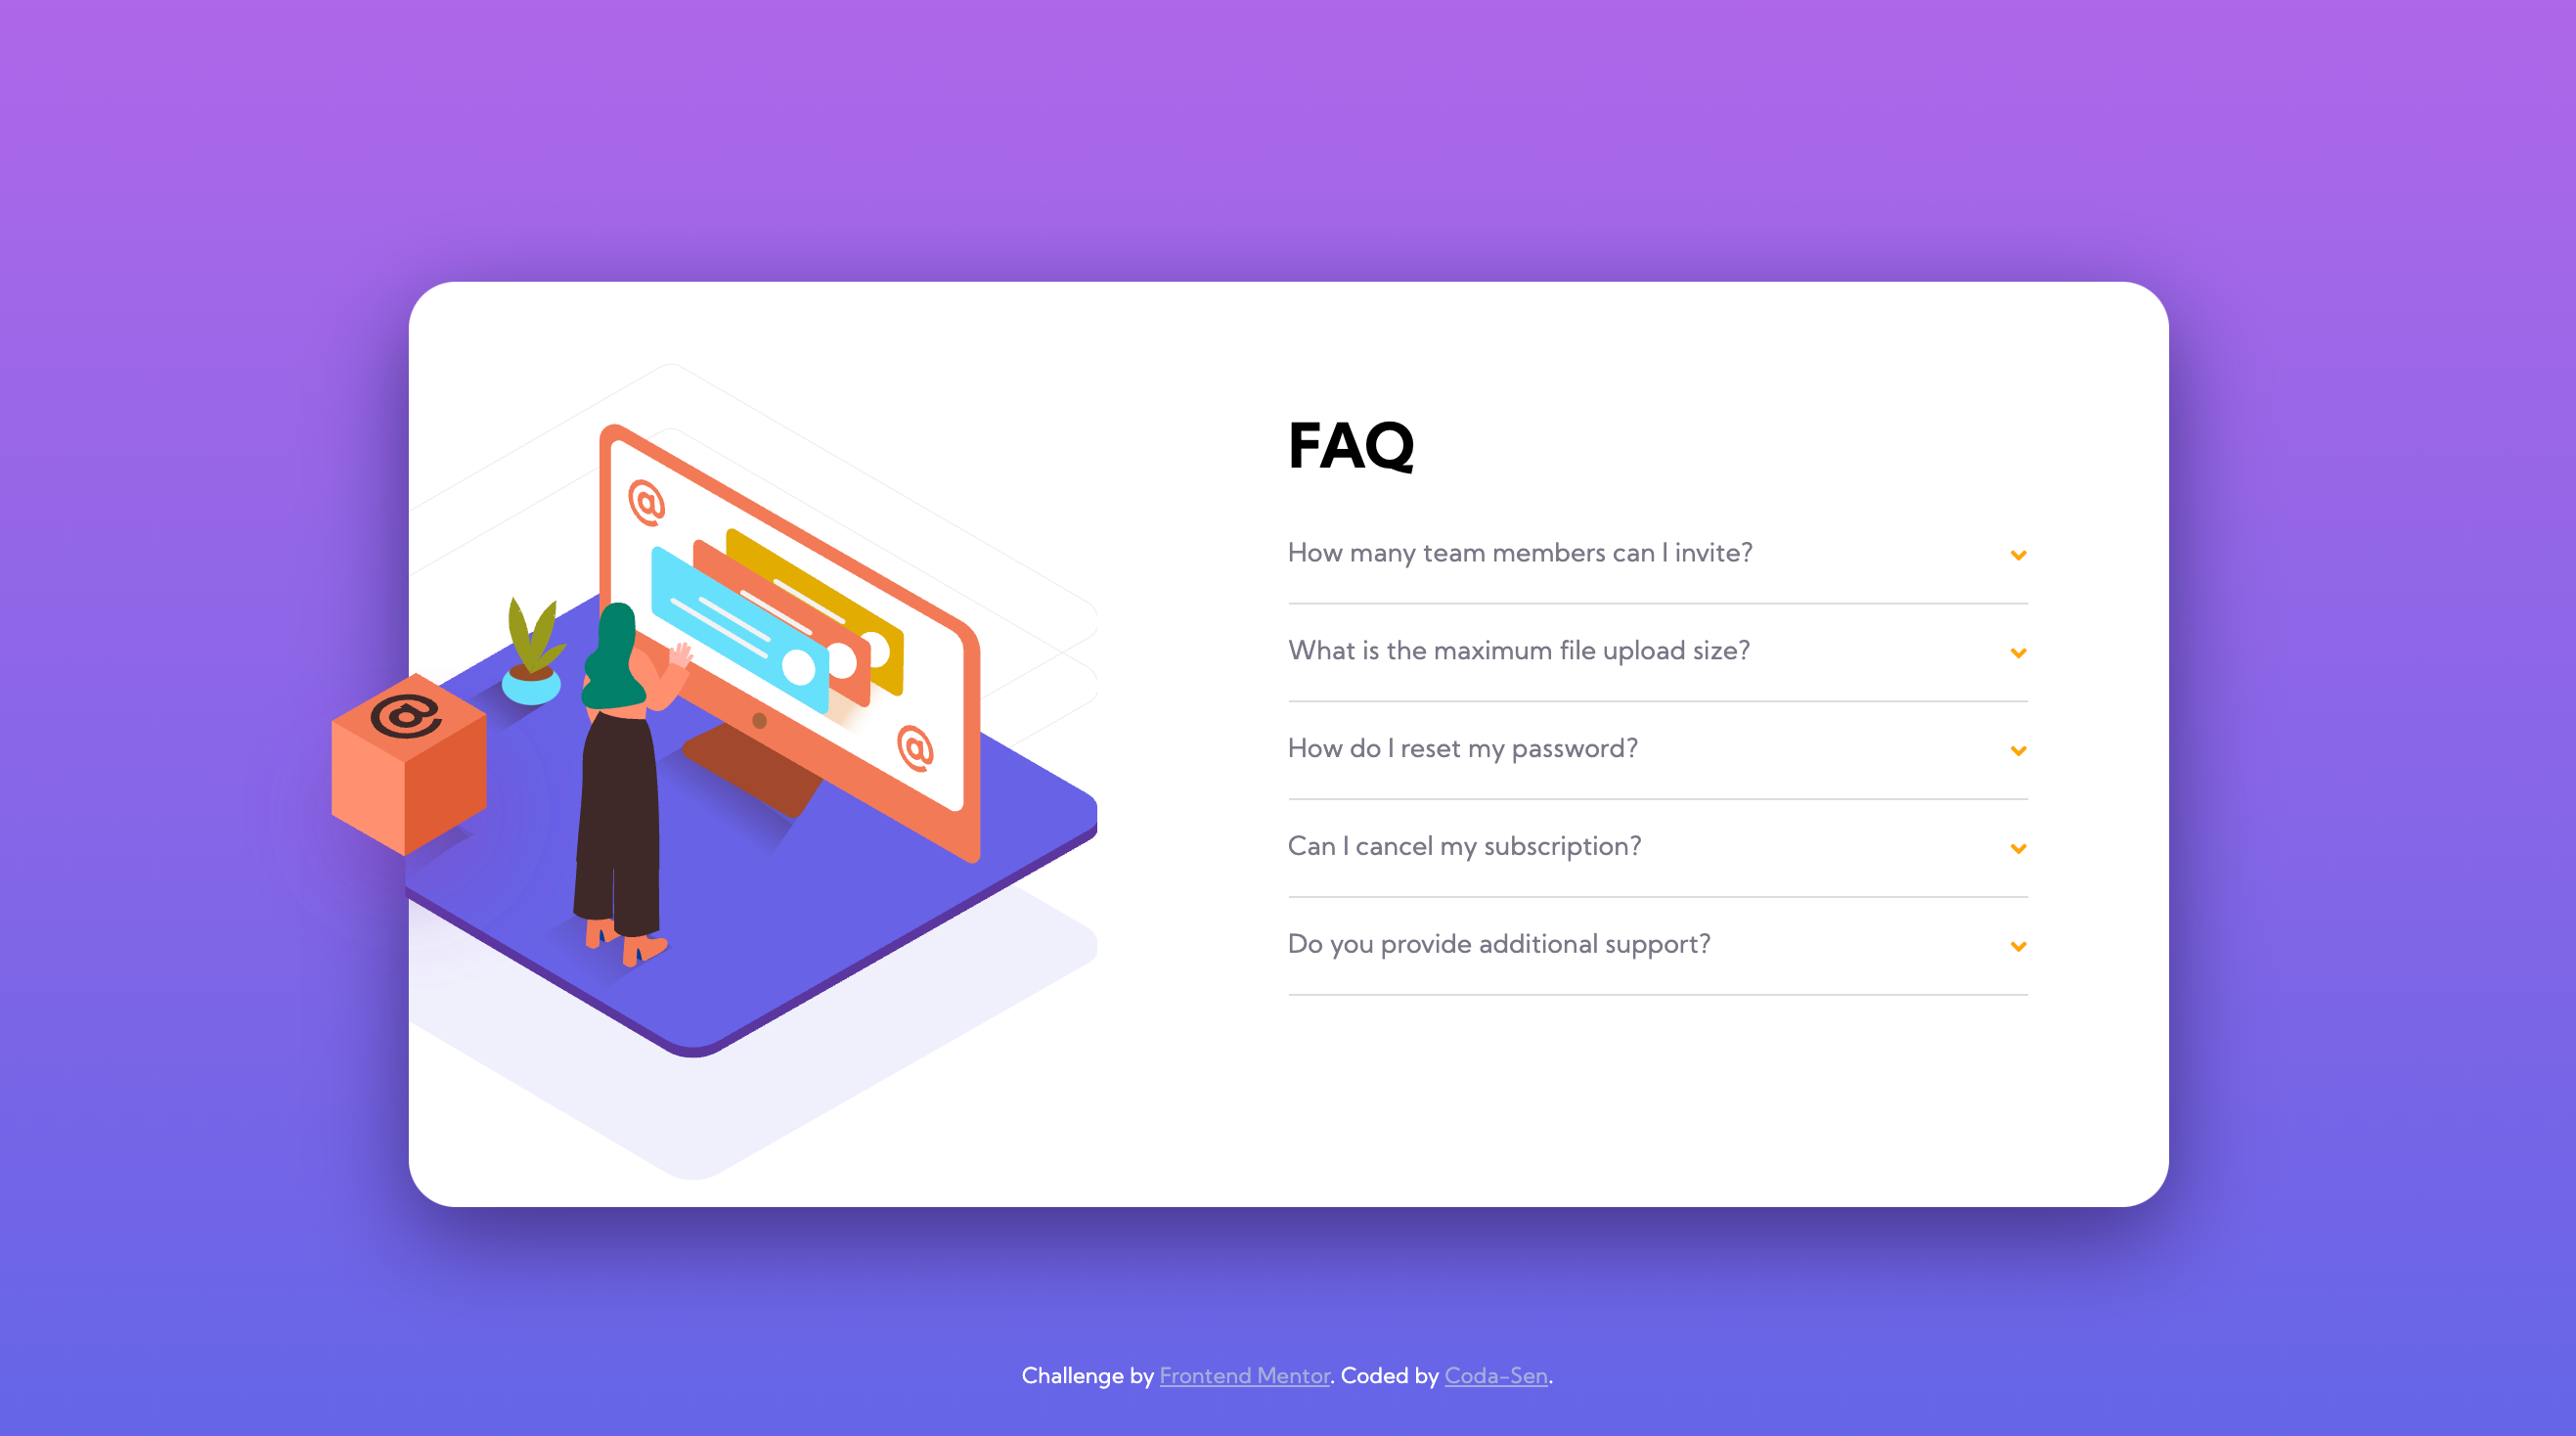 @
@
@
FAQ
How many team members can I invite?
What is the maximum file upload size?
How do I reset my password?
Can I cancel my subscription?
Do you provide additional support?
Challenge by Frontend Mentor. Coded by Coda-Sen.